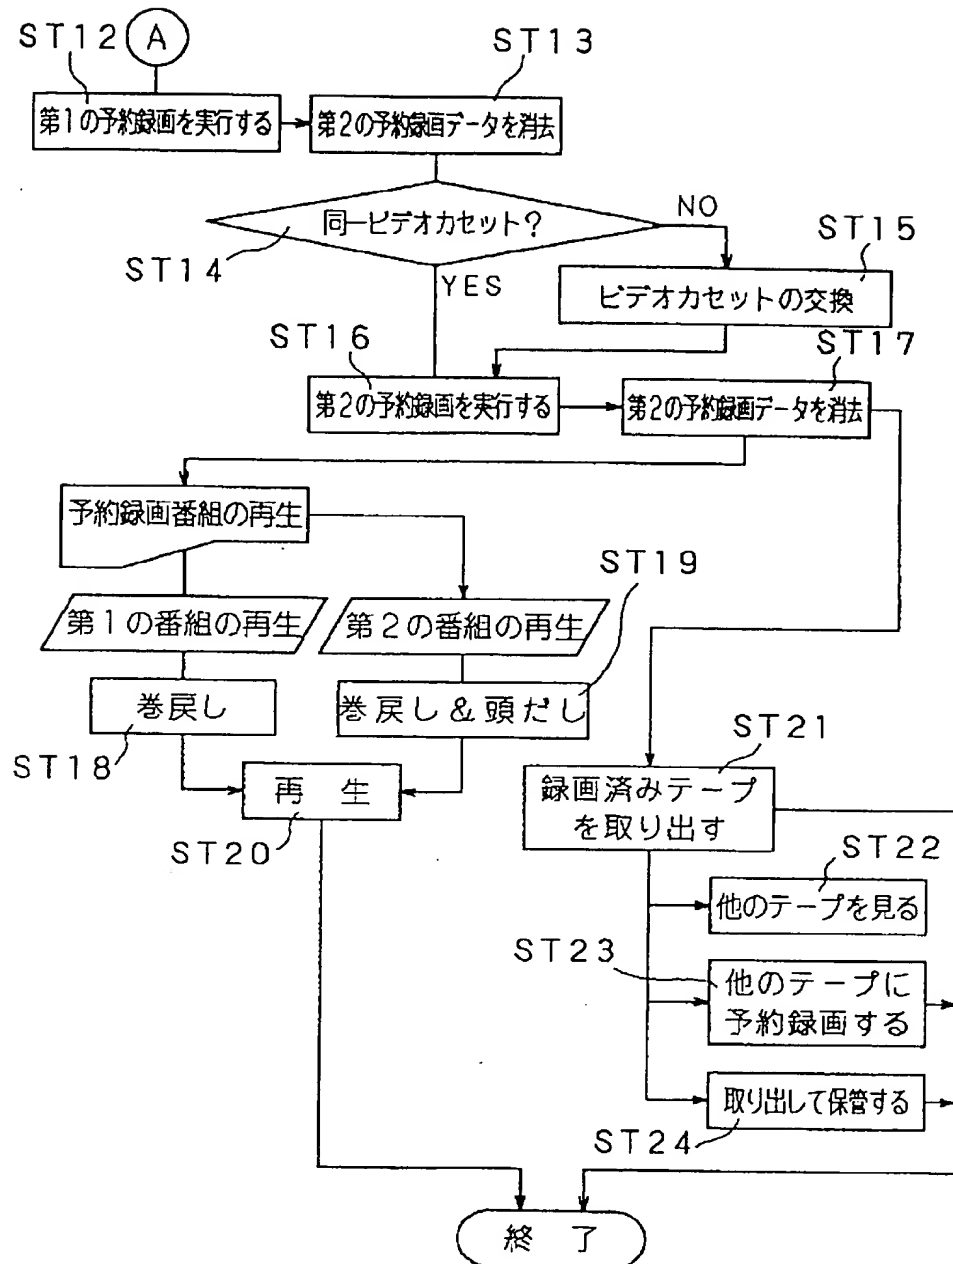 ST12
A
ST13
第1の予約録画を実行する
第2の予約録画データを消去
同一ビデオカセット?
NO
ST14
YES
ST15
ビデオカセットの交換
ST16
ST17
第2の予約録画を実行する
第2の予約録画データを消去
予約録画番組の再生
ST19
第1の番組の再生
第2の番組の再生
巻戻し
巻戻し&頭だし
ST18
ST21
再 生
録画済みテープ
を取り出す
ST20
ST22
他のテープを見る
ST23
他のテープに
予約録画する
取り出して保管する
ST24
終 了